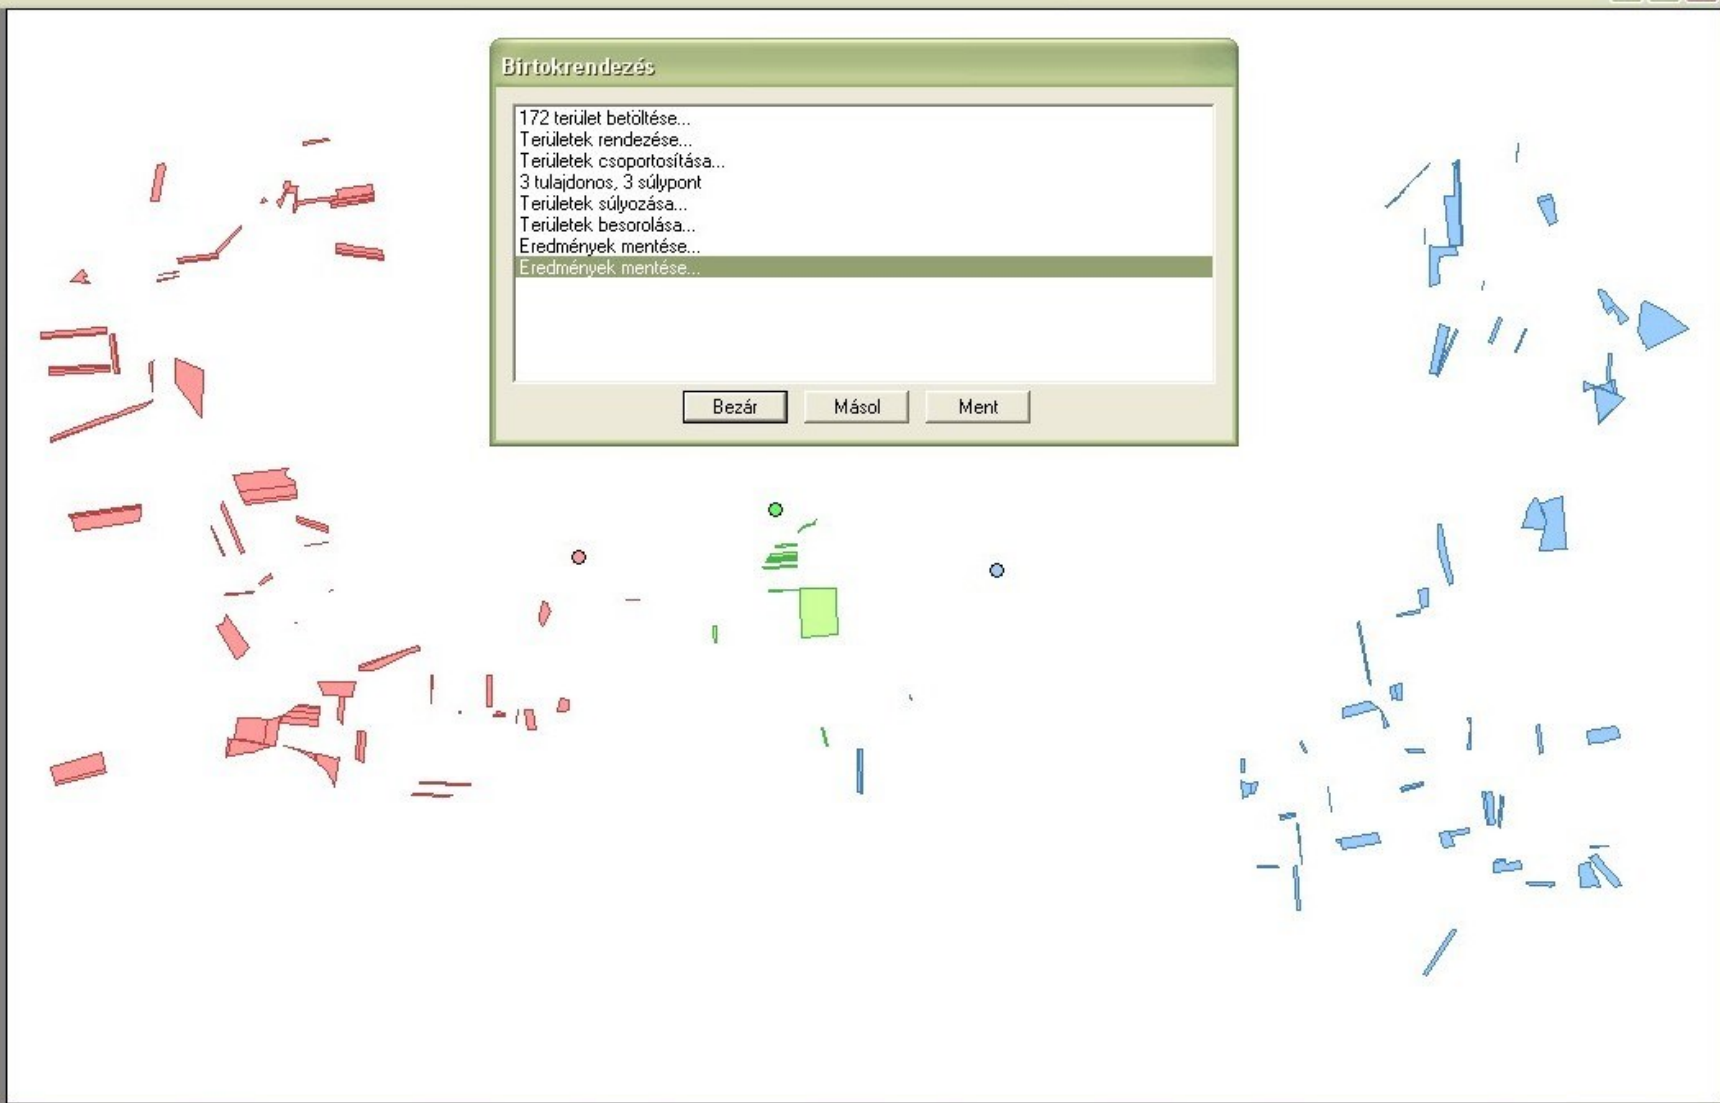 Birtokrendezés
172 terület betöltése...
Területek rendezése...
Területek csoportosítása...
3 tulajdonos, 3 súlypont
Területek súlyozása...
Területek besorolása...
Eredmények mentése...
Eredmények mentése...
Bezár
Másol
Ment